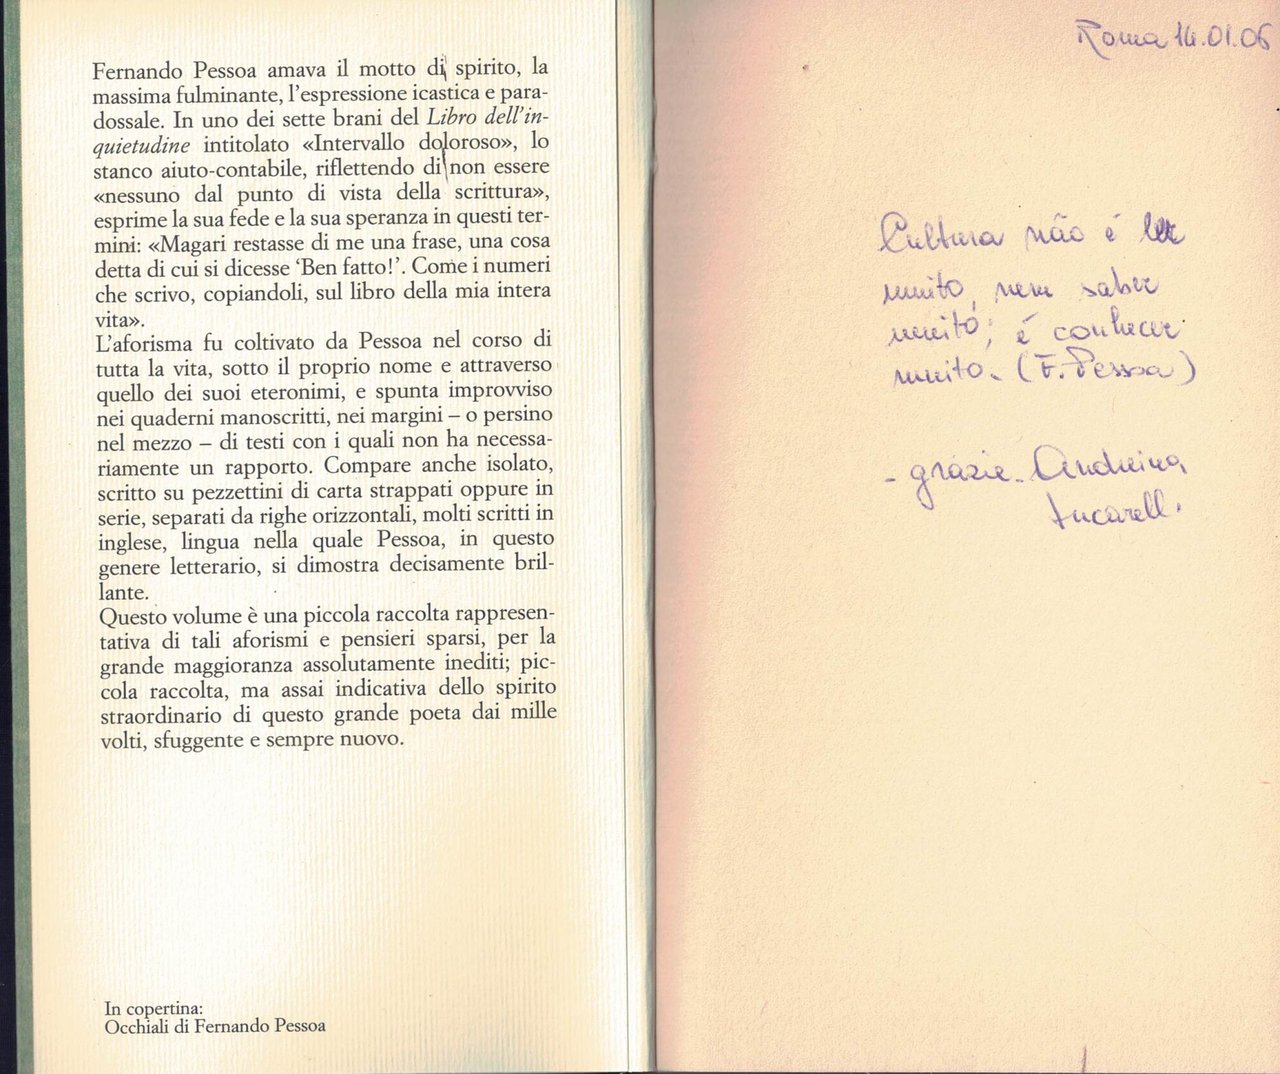 Fernando Pessoa amava il motto di spirito, la
massima fulminante, l'espressione icastica e para-
dossale. In uno dei sette brani del Libro dell'in-
quietudine intitolato «Intervallo doloroso», lo
stanco aiuto-contabile, riflettendo di non essere
«nessuno dal punto di vista della scrittura»,
esprime la sua fede e la sua speranza in questi ter-
mini: «Magari restasse di me una frase, una cosa
detta di cui si dicesse ‘Ben fatto!’. Come i numeri
che scrivo, copiandoli, sul libro della mia intera
vita».
L'aforisma fu coltivato da Pessoa nel corso di
tutta la vita, sotto il proprio nome e attraverso
quello dei suoi eteronimi, e spunta improvviso
nei quaderni manoscritti, nei margini – o persino
nel mezzo – di testi con i quali non ha necessa-
riamente un rapporto. Compare anche isolato,
scritto su pezzettini di carta strappati oppure in
serie, separati da righe orizzontali, molti scritti in
inglese, lingua nella quale Pessoa, in questo
genere letterario, si dimostra decisamente bril-
lante.
Questo volume è una piccola raccolta rappresen-
tativa di tali aforismi e pensieri sparsi, per la
grande maggioranza assolutamente inediti; pic-
cola raccolta, ma assai indicativa dello spirito
straordinario di questo grande poeta dai mille
volti, sfuggente e sempre nuovo.
In copertina:
Occhiali di Fernando Pessoa
Roma 14.01.06
Cultura não é ler
muito, nem saber
muito; é conhecer
muito. (F. Pessoa)
- grazie. Andreina
Lucarelli